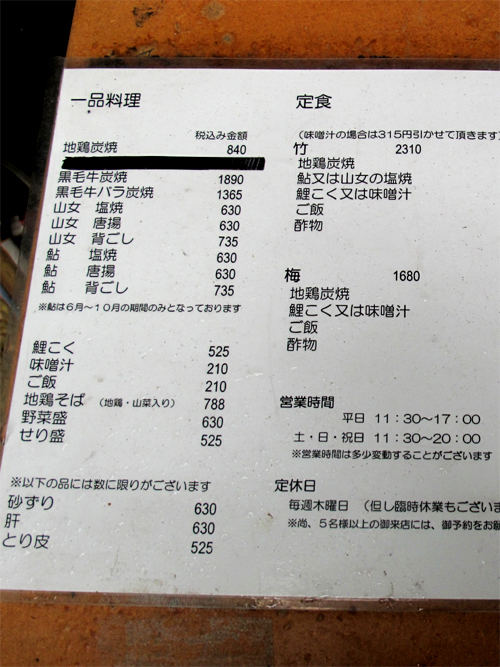 一品料理
税込み金額
地鶏炭焼 840
黒毛牛炭焼 1890
黒毛牛バラ炭焼 1365
山女 塩焼 630
山女 唐揚 630
山女 背ごし 735
鮎 塩焼 630
鮎 唐揚 630
鮎 背ごし 735
※鮎は6月～10月の期間のみとなっております
鯉こく 525
味噌汁 210
ご飯 210
地鶏そば (地鶏・山菜入り) 788
野菜盛 630
せり盛 525
※以下の品には数に限りがございます
砂ずり 630
肝 630
とり皮 525
定食
(味噌汁の場合は315円引かせて頂きます)
竹 2310
地鶏炭焼
鮎又は山女の塩焼
鯉こく又は味噌汁
ご飯
酢物
梅 1680
地鶏炭焼
鯉こく又は味噌汁
ご飯
酢物
営業時間
平日 11:30～17:00
土・日・祝日 11:30～20:00
※営業時間は多少変動することがございます
定休日
毎週木曜日 (但し臨時休業もございま
※尚、5名様以上の御来店には、御予約をお願